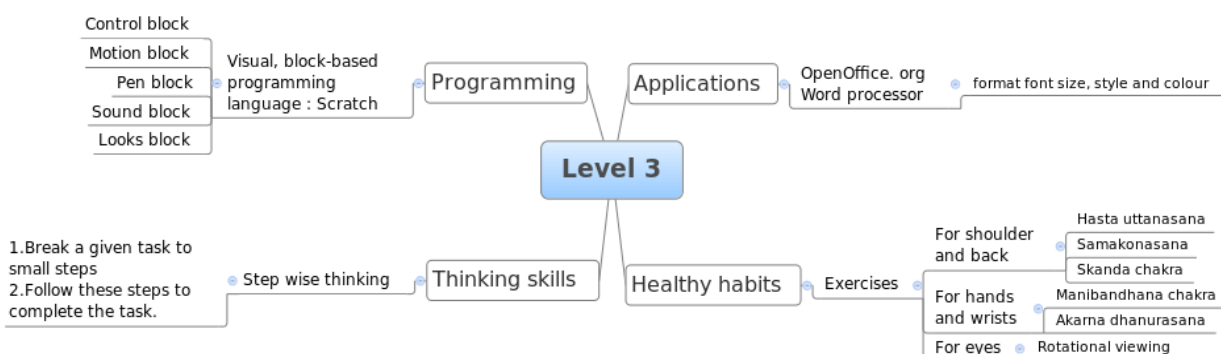 Control block
Motion block
Pen block
Sound block
Looks block
Visual, block-based
programming
language : Scratch
Programming
Applications
OpenOffice. org
Word processor
format font size, style and colour
Level 3
1.Break a given task to
small steps
2.Follow these steps to
complete the task.
Step wise thinking
Thinking skills
Healthy habits
Exercises
For shoulder
and back
Hasta uttanasana
Samakonasana
Skanda chakra
For hands
and wrists
Manibandhana chakra
Akarna dhanurasana
For eyes
Rotational viewing